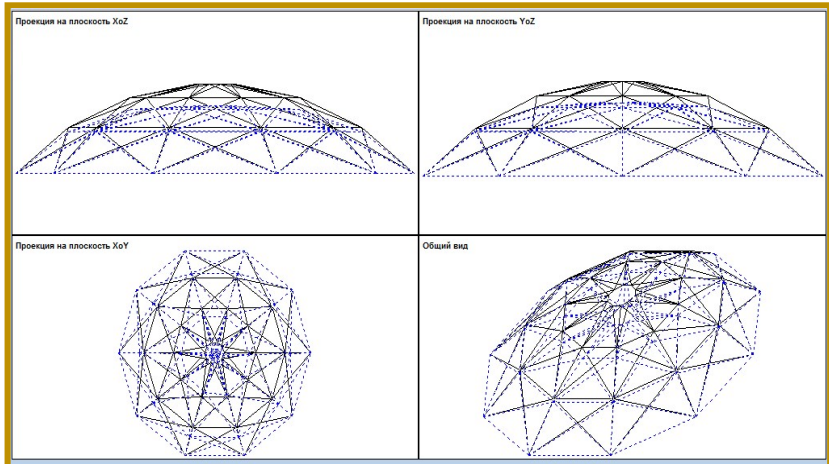 Проекция на плоскость XoZ
Проекция на плоскость YoZ
Проекция на плоскость XoY
Общий вид